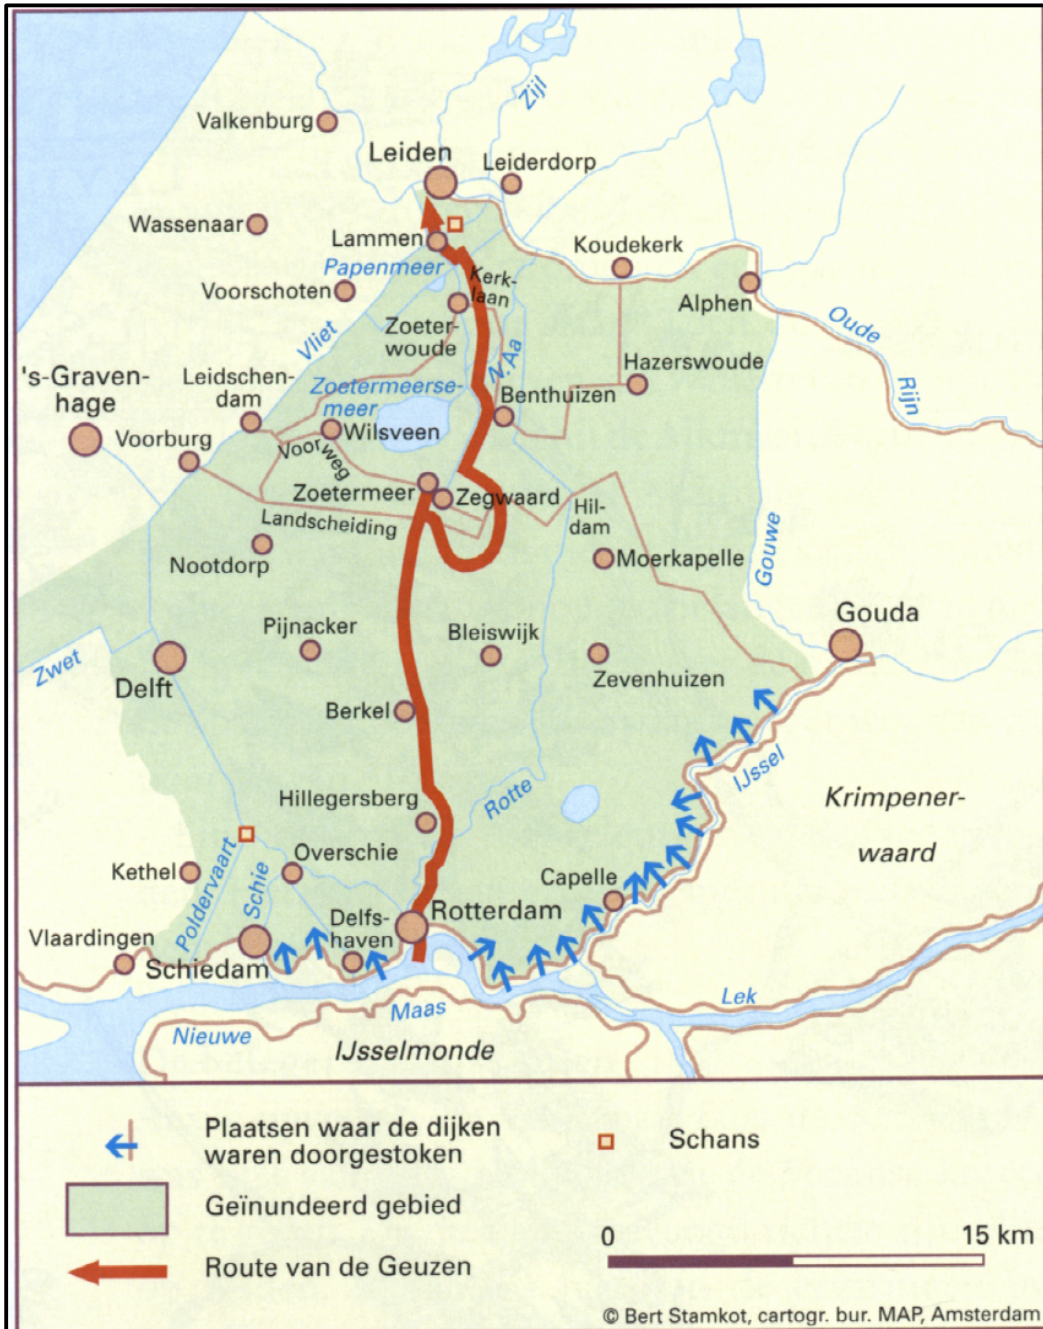 Zijl
Valkenburg
Leiden
Leiderdorp
Wassenaar
Lammen
Koudekerk
Papenmeer
Kerk-
laan
Voorschoten
Alphen
Zoeter-
woude
Oude
Rijn
Vliet
N. Aa
's-Graven-
hage
Leidschen-
dam
Zoetermeerse-
meer
Hazerswoude
Benthuizen
Voorburg
Wilsveen
Voorweg
Zoetermeer
Zegwaard
Landscheiding
Hil-
dam
Nootdorp
Moerkapelle
Gouwe
Gouda
Pijnacker
Bleiswijk
Zwet
Delft
Zevenhuizen
Berkel
IJssel
Hillegersberg
Rotte
Krimpener-
waard
Kethel
Poldervaart
Schie
Overschie
Capelle
Vlaardingen
Schiedam
Delfs-
haven
Rotterdam
Nieuwe
Maas
Lek
IJsselmonde
Plaatsen waar de dijken
waren doorgestoken
Schans
Geïnundeerd gebied
0 15 km
Route van de Geuzen
© Bert Stamkot, cartogr. bur. MAP, Amsterdam